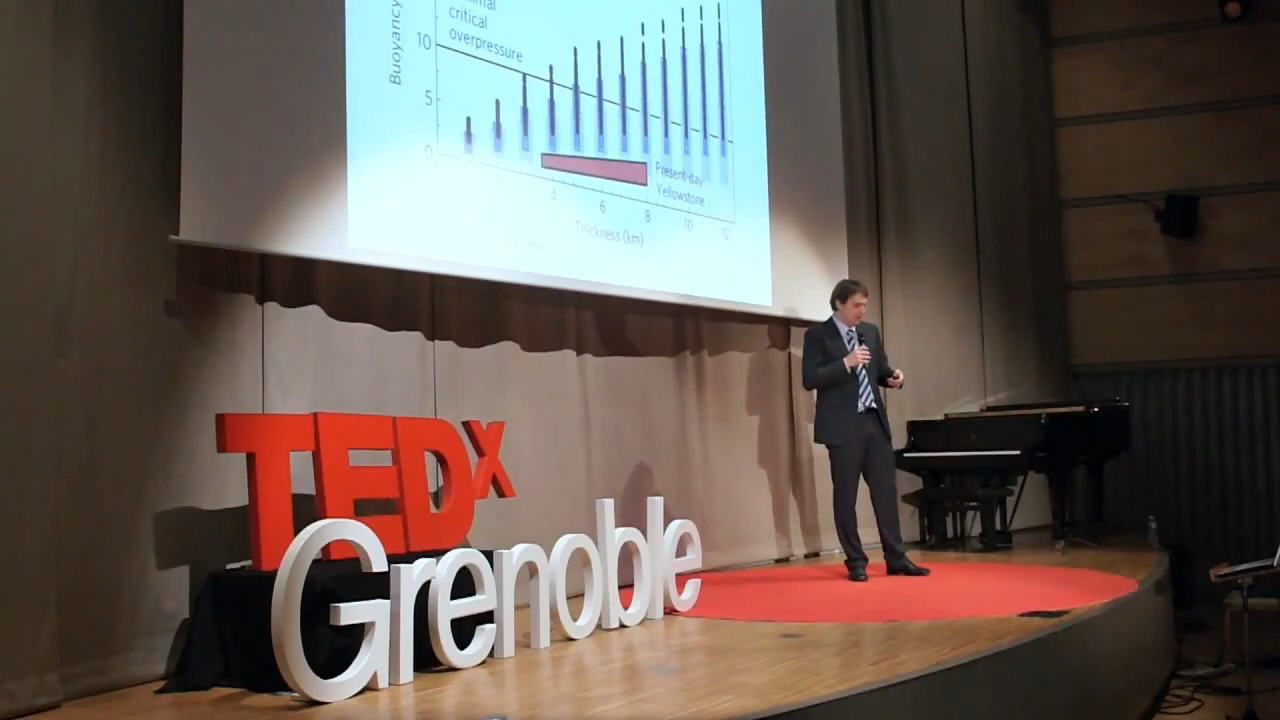 critical
overpressure
Buoyancy
10
5
0
Present-day
Yellowstone
4
6
8
10
12
Thickness (km)
TEDx
Grenoble